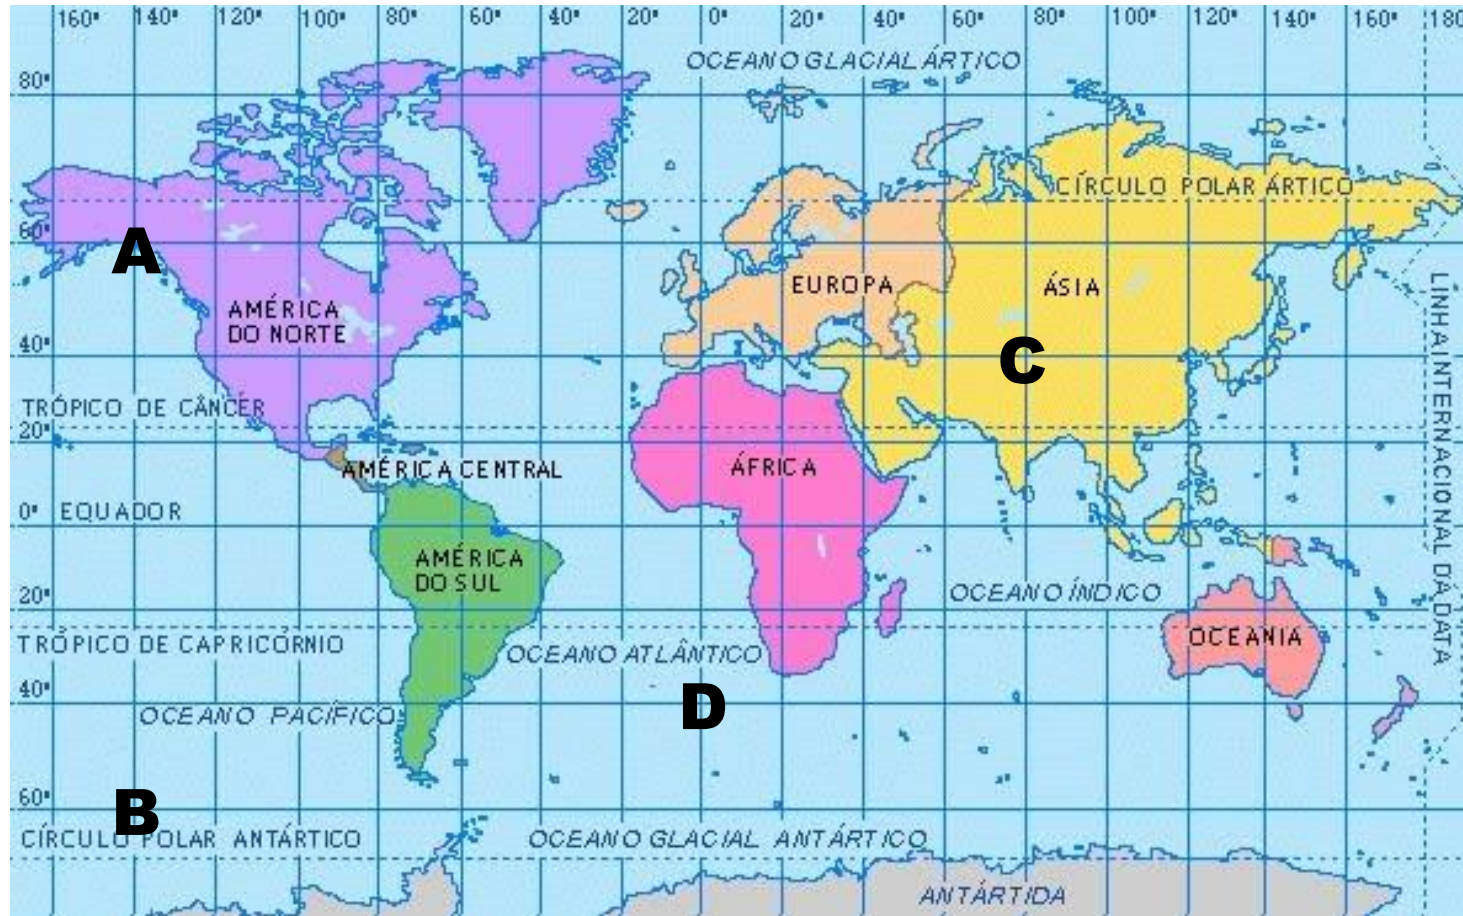 160° 140° 120° 100° 80° 60° 40° 20° 0° 20° 40° 60° 80° 100° 120° 140° 160° 180
OCEANO GLACIAL ÁRTICO
80°
CÍRCULO POLAR ÁRTICO
60°
A
EUROPA
ÁSIA
AMÉRICA
DO NORTE
40°
C
TRÓPICO DE CÂNCER
20°
AMÉRICA CENTRAL
ÁFRICA
0° EQUADOR
LINHA INTERNACIONAL DA DATA
AMÉRICA
DO SUL
OCEANO ÍNDICO
20°
TRÓPICO DE CAPRICÓRNIO
OCEANO ATLÂNTICO
OCEANIA
40°
D
OCEANO PACÍFICO
60°
B
CÍRCULO POLAR ANTÁRTICO
OCEANO GLACIAL ANTÁRTICO
ANTÁRTIDA